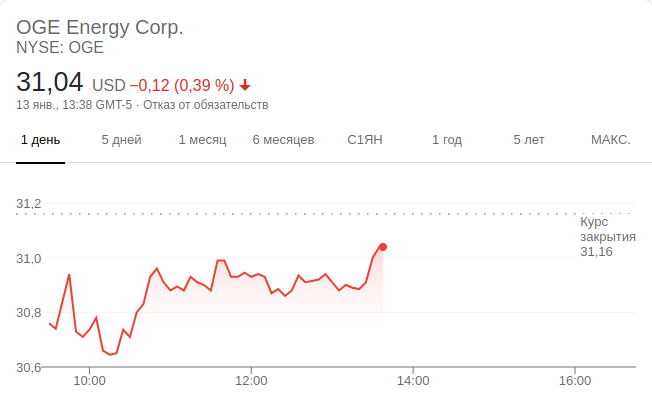 OGE Energy Corp.
NYSE: OGE
31,04 USD −0,12 (0,39 %)
13 янв., 13:38 GMT-5 · Отказ от обязательств
1 день 5 дней 1 месяц 6 месяцев С1ЯН 1 год 5 лет МАКС.
31,2
Курс
закрытия
31,16
31,0
30,8
30,6
10:00 12:00 14:00 16:00